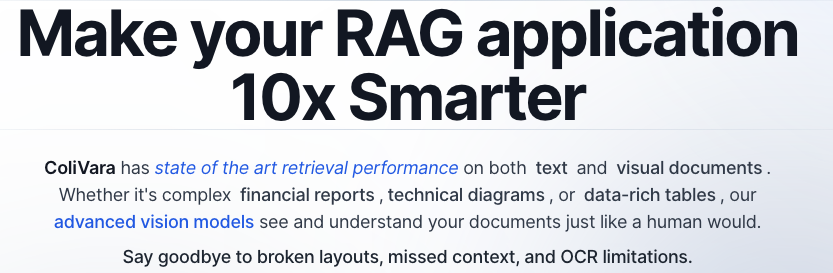 Make your RAG application
10x Smarter
ColiVara has state of the art retrieval performance on both text and visual documents .
Whether it's complex financial reports , technical diagrams , or data-rich tables , our
advanced vision models see and understand your documents just like a human would.
Say goodbye to broken layouts, missed context, and OCR limitations.